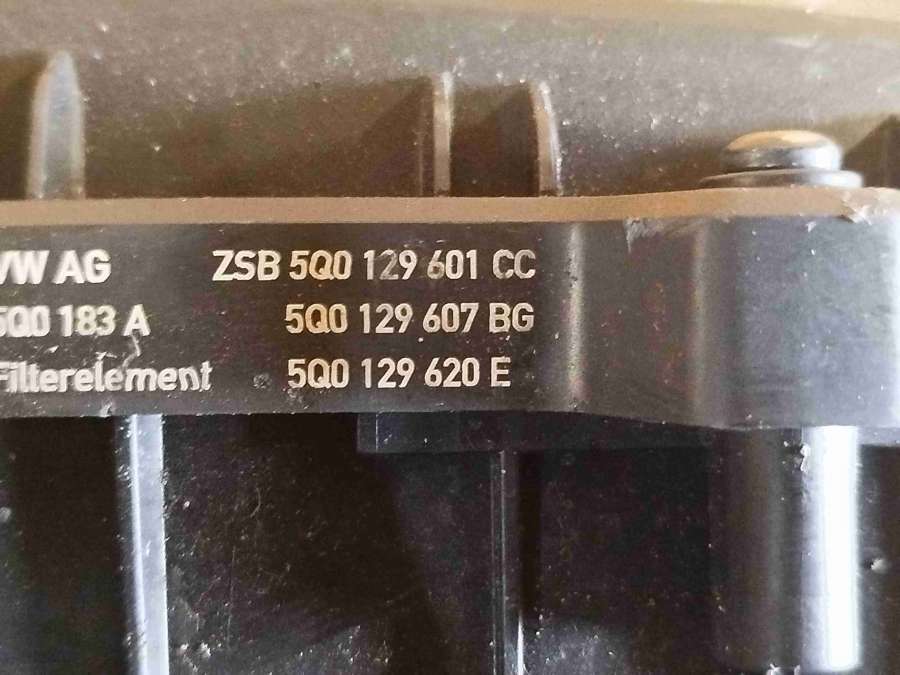 VW AG ZSB 5Q0 129 601 CC
5Q0 183 A 5Q0 129 607 BG
Filterelement 5Q0 129 620 E